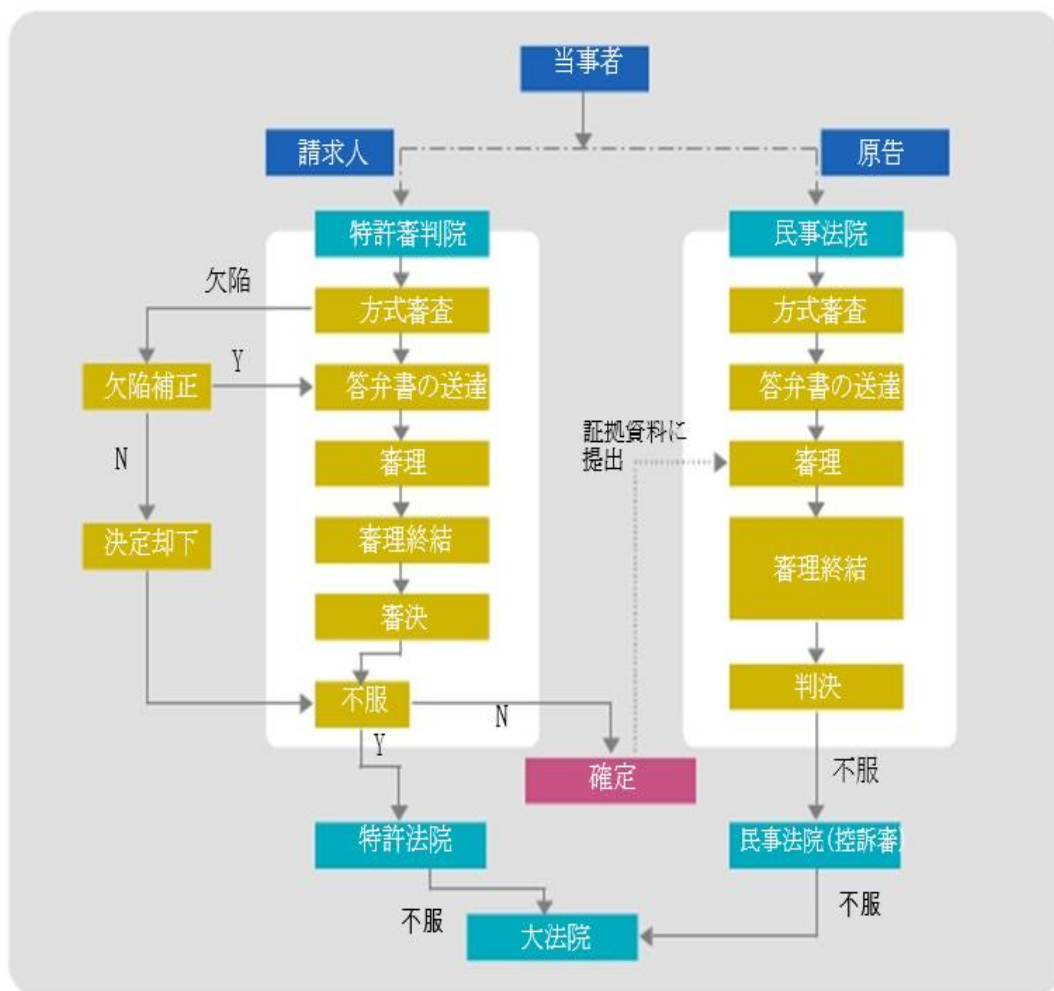 当事者
請求人
原告
特許審判院
民事法院
欠陥
方式審査
方式審査
Y
欠陥補正
答弁書の送達
答弁書の送達
証拠資料に
提出
N
審理
審理
決定却下
審理終結
審理終結
審決
不服
N
判決
Y
確定
不服
特許法院
民事法院(控訴審)
不服
不服
大法院